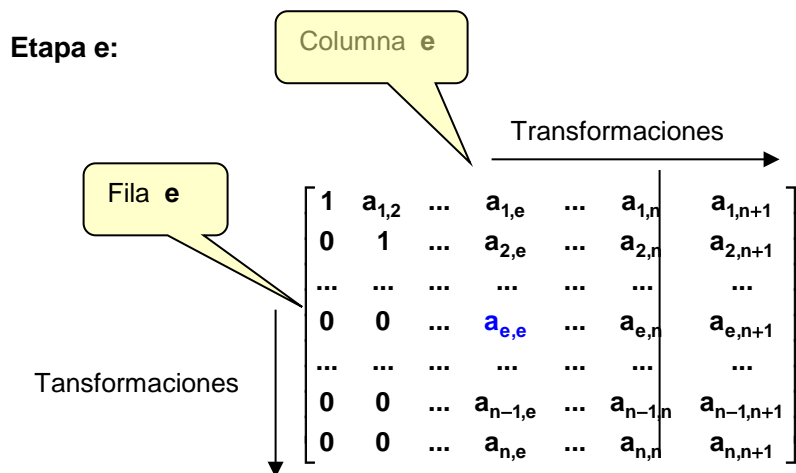 Columna e
Etapa e:
Transformaciones
Fila e
1 a1,2 ... a1,e ... a1,n a1,n+1
0 1 ... a2,e ... a2,n a2,n+1
... ... ... ... ... ... ...
0 0 ... ae,e ... ae,n ae,n+1
... ... ... ... ... ... ...
Tansformaciones
0 0 ... an–1,e ... an–1,n an–1,n+1
0 0 ... an,e ... an,n an,n+1